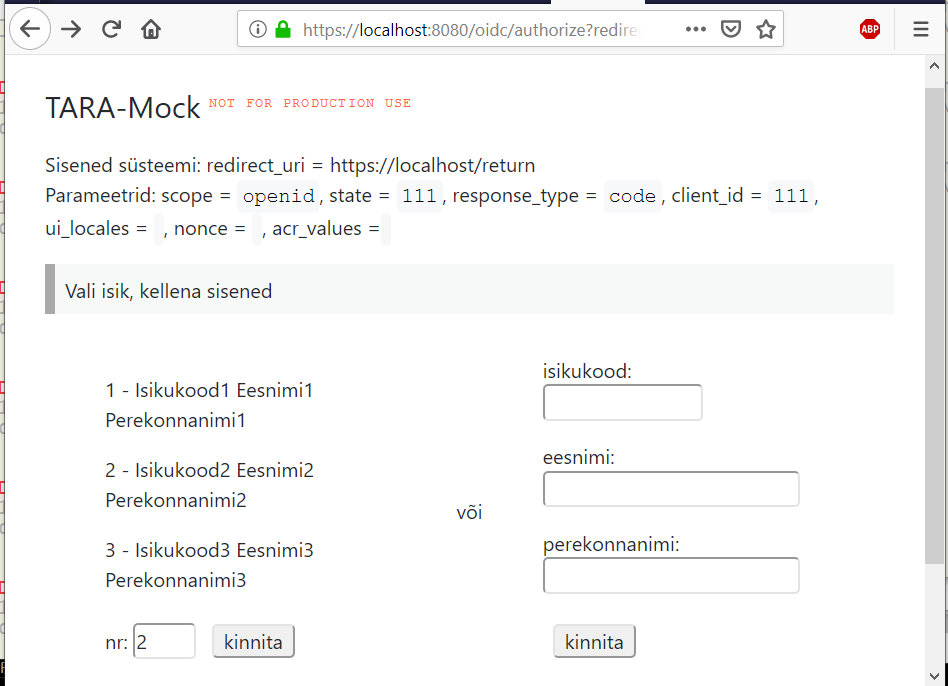 https://localhost:8080/oidc/authorize?redire
ABP
TARA-Mock NOT FOR PRODUCTION USE
Sisened süsteemi: redirect_uri = https://localhost/return
Parameetrid: scope = openid, state = 111, response_type = code, client_id = 111,
ui_locales = , nonce = , acr_values =
Vali isik, kellena sisened
1 - Isikukood1 Eesnimi1
Perekonnanimi1
2 - Isikukood2 Eesnimi2
Perekonnanimi2
3 - Isikukood3 Eesnimi3
Perekonnanimi3
nr: 2 kinnita
või
isikukood:
eesnimi:
perekonnanimi:
kinnita